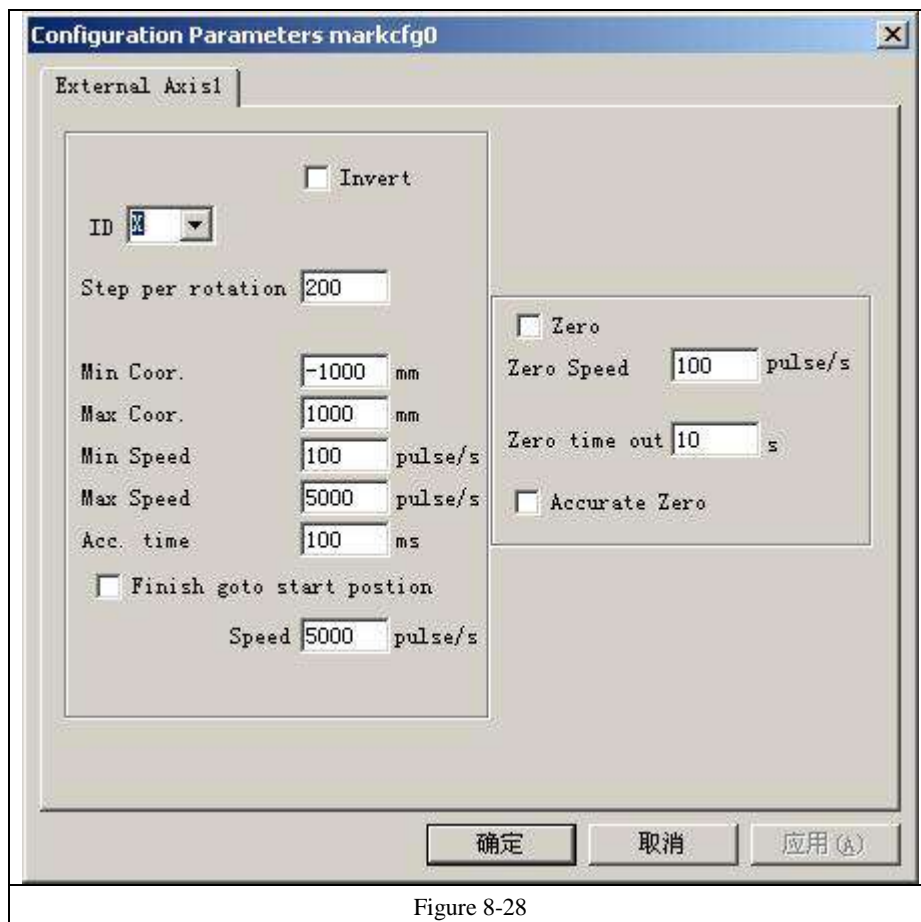 Configuration Parameters markcfg0
External Axis1
Invert
ID X
Step per rotation 200
Min Coor. -1000 mm
Max Coor. 1000 mm
Min Speed 100 pulse/s
Max Speed 5000 pulse/s
Acc. time 100 ms
Finish goto start postion
Speed 5000 pulse/s
Zero
Zero Speed 100 pulse/s
Zero time out 10 s
Accurate Zero
确定 取消 应用(A)
Figure 8-28